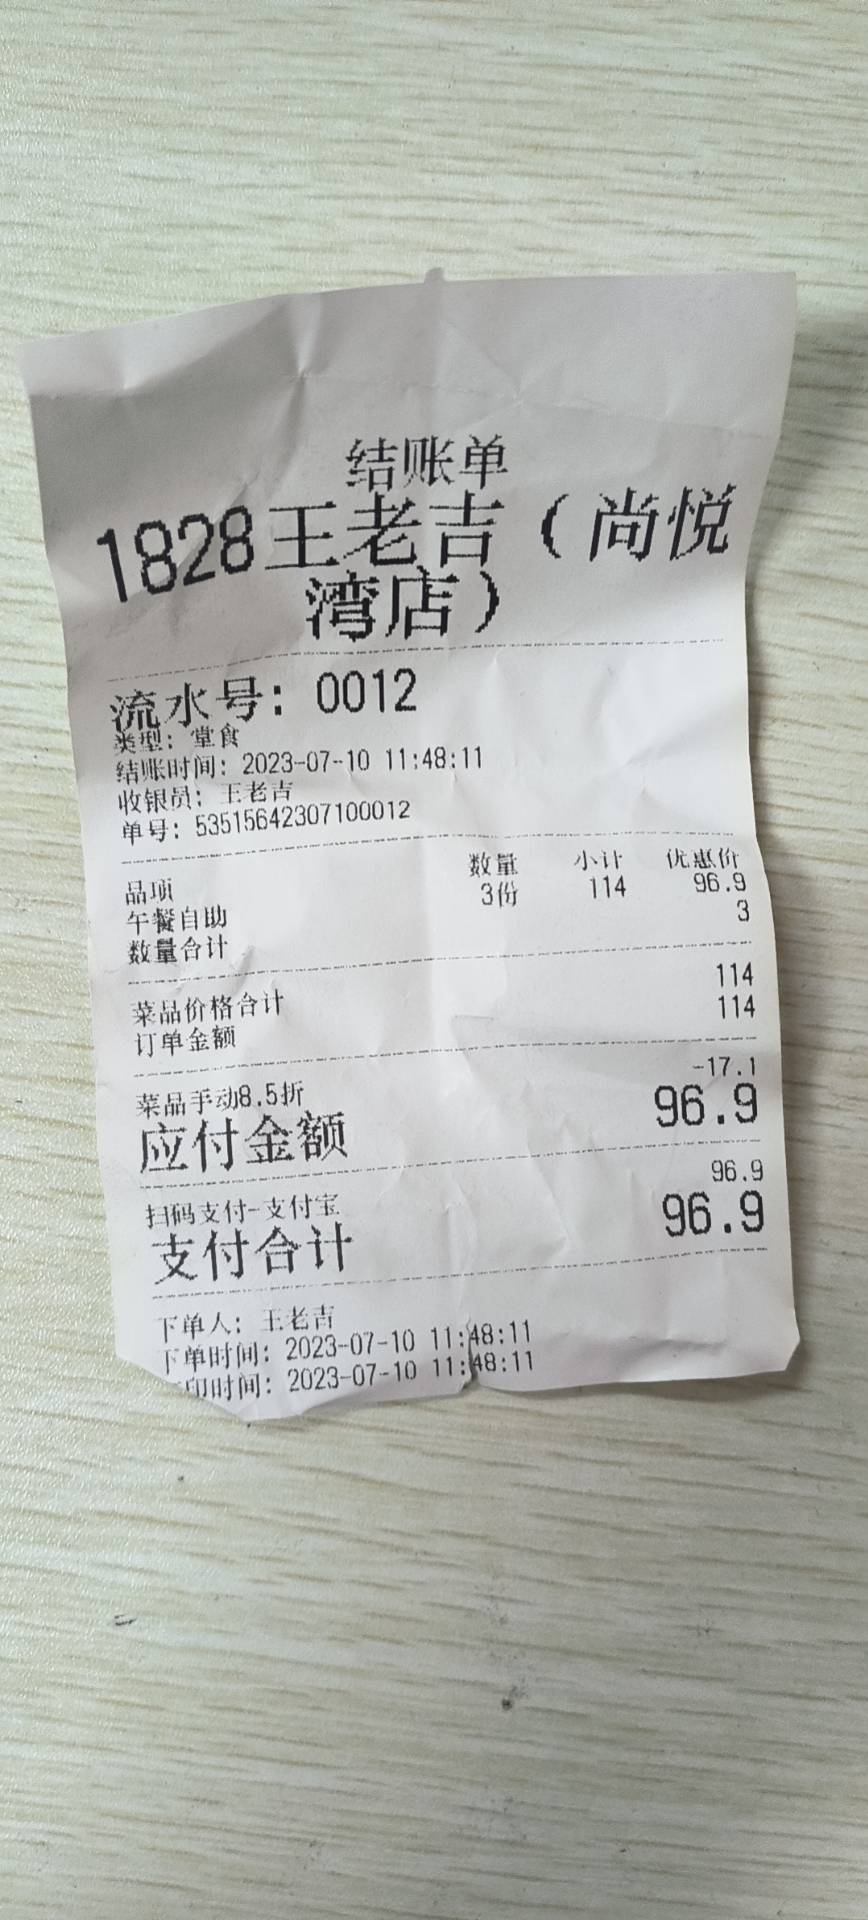 结账单
1828王老吉（尚悦
湾店）
流水号: 0012
类型: 堂食
结账时间: 2023-07-10 11:48:11
收银员: 王老吉
单号: 53515642307100012
品项 数量 小计 优惠价
午餐自助 3份 114 96.9
数量合计 3
菜品价格合计 114
订单金额 114
菜品手动8.5折 -17.1
应付金额 96.9
扫码支付-支付宝 96.9
支付合计 96.9
下单人: 王老吉
下单时间: 2023-07-10 11:48:11
印时间: 2023-07-10 11:48:11